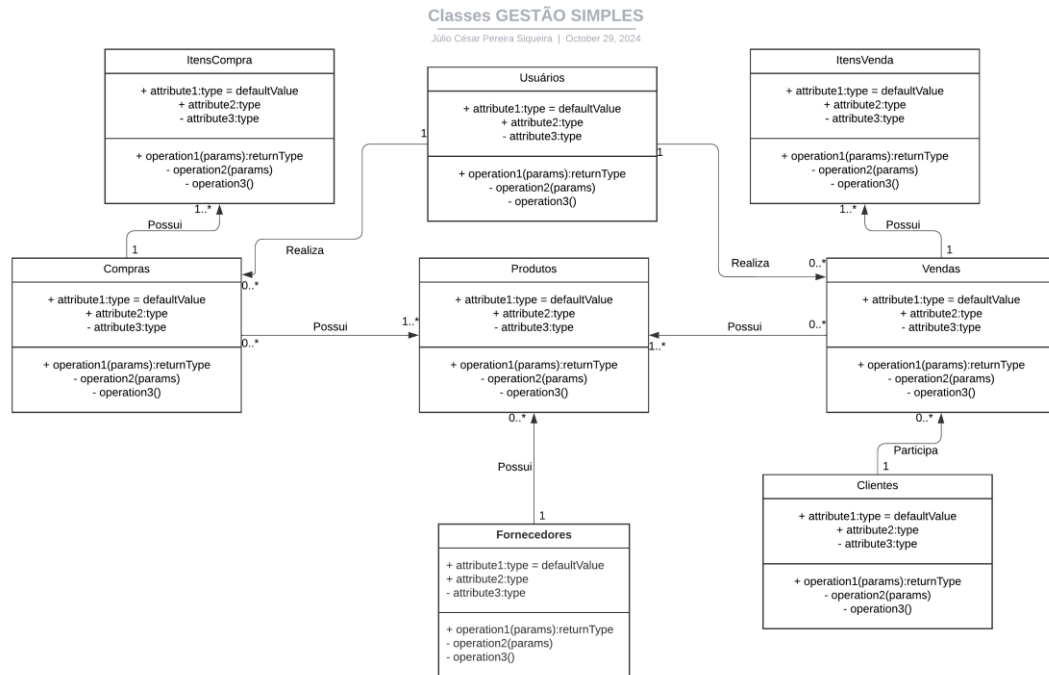 Classes GESTÃO SIMPLES
Júlio César Pereira Siqueira | October 29, 2024
ItensCompra
+ attribute1:type = defaultValue
+ attribute2:type
- attribute3:type
+ operation1(params):returnType
- operation2(params)
- operation3()
Usuários
+ attribute1:type = defaultValue
+ attribute2:type
- attribute3:type
+ operation1(params):returnType
- operation2(params)
- operation3()
ItensVenda
+ attribute1:type = defaultValue
+ attribute2:type
- attribute3:type
+ operation1(params):returnType
- operation2(params)
- operation3()
1
1
1..*
Possui
1
Realiza
0..*
1..*
Possui
1
Realiza
0..*
Compras
+ attribute1:type = defaultValue
+ attribute2:type
- attribute3:type
+ operation1(params):returnType
- operation2(params)
- operation3()
Possui
0..*
1..*
Produtos
+ attribute1:type = defaultValue
+ attribute2:type
- attribute3:type
+ operation1(params):returnType
- operation2(params)
- operation3()
Possui
0..*
1..*
Vendas
+ attribute1:type = defaultValue
+ attribute2:type
- attribute3:type
+ operation1(params):returnType
- operation2(params)
- operation3()
0..*
Possui
1
0..*
Participa
1
Fornecedores
+ attribute1:type = defaultValue
+ attribute2:type
- attribute3:type
+ operation1(params):returnType
- operation2(params)
- operation3()
Clientes
+ attribute1:type = defaultValue
+ attribute2:type
- attribute3:type
+ operation1(params):returnType
- operation2(params)
- operation3()